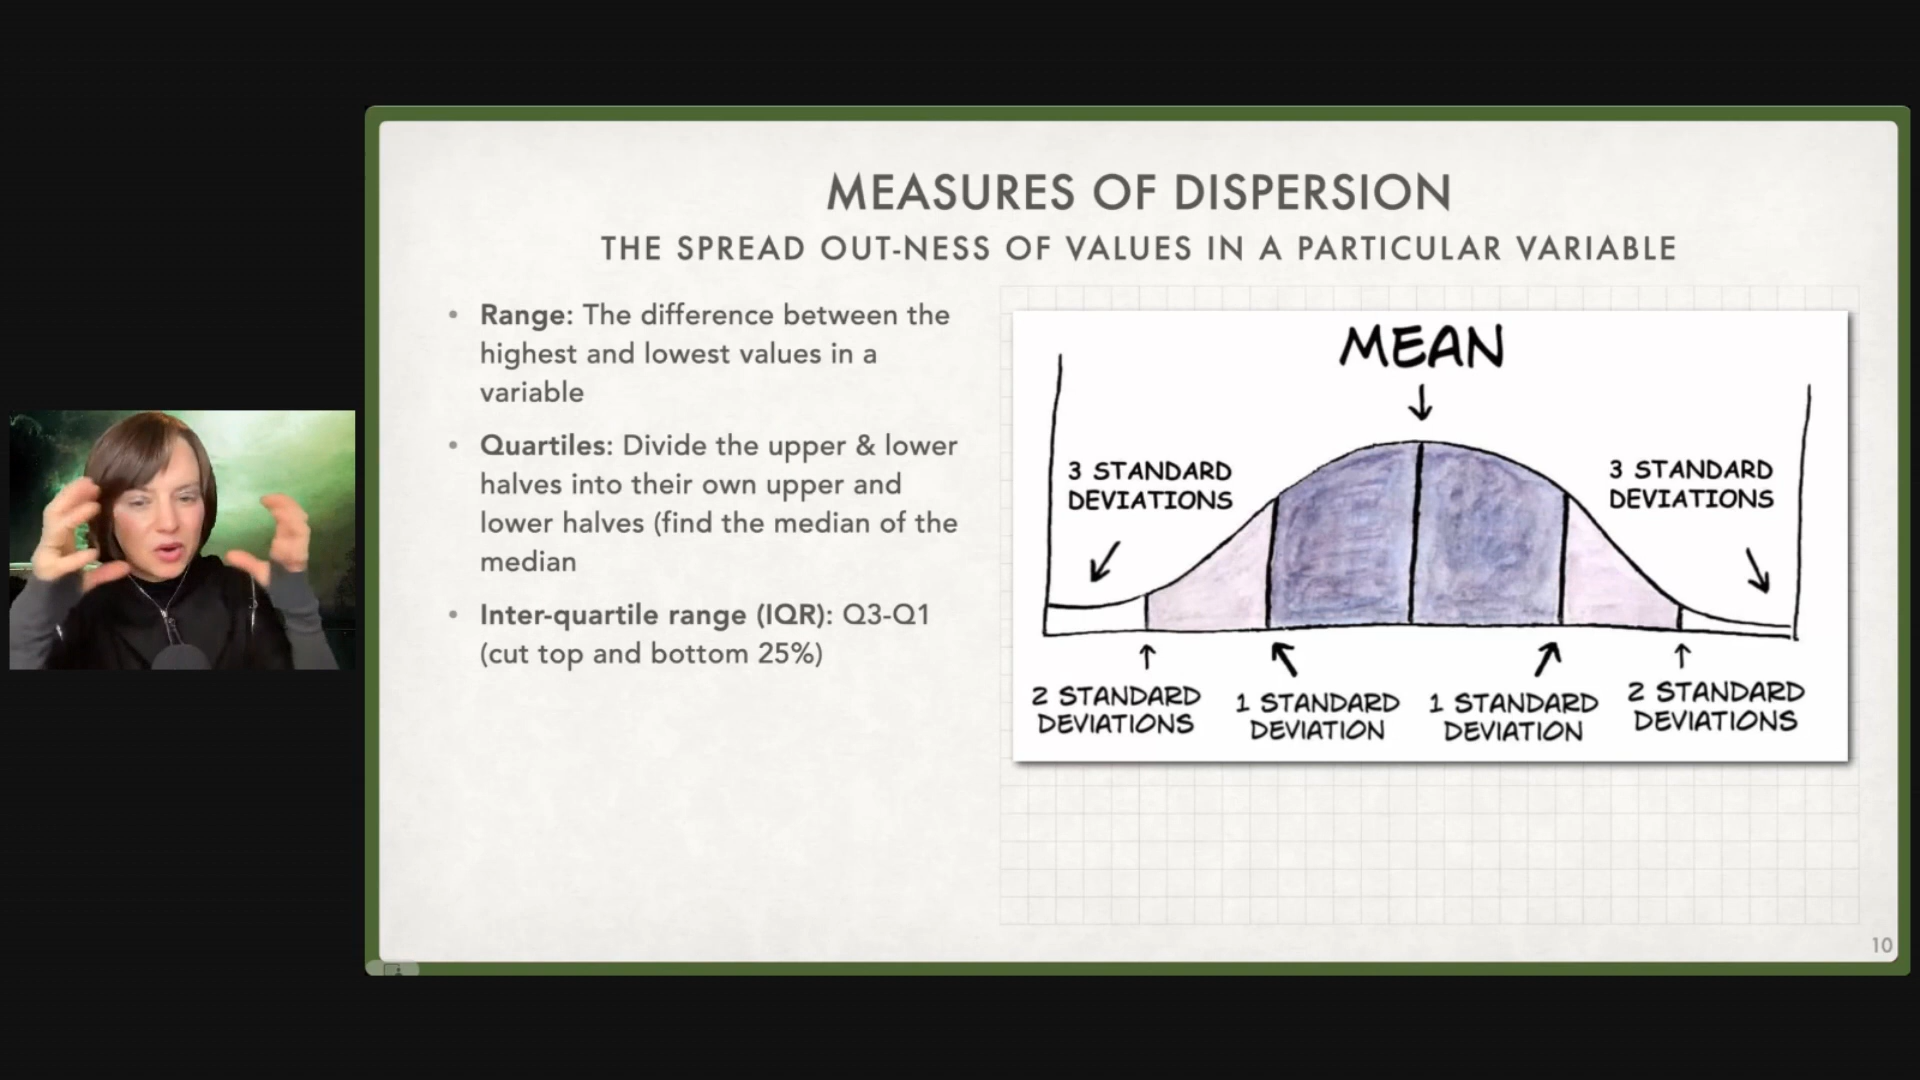 MEASURES OF DISPERSION
THE SPREAD OUT-NESS OF VALUES IN A PARTICULAR VARIABLE
• Range: The difference between the
highest and lowest values in a
variable
• Quartiles: Divide the upper & lower
halves into their own upper and
lower halves (find the median of the
median
• Inter-quartile range (IQR): Q3-Q1
(cut top and bottom 25%)
MEAN
3 STANDARD
DEVIATIONS
3 STANDARD
DEVIATIONS
2 STANDARD
DEVIATIONS
1 STANDARD
DEVIATION
1 STANDARD
DEVIATION
2 STANDARD
DEVIATIONS
10